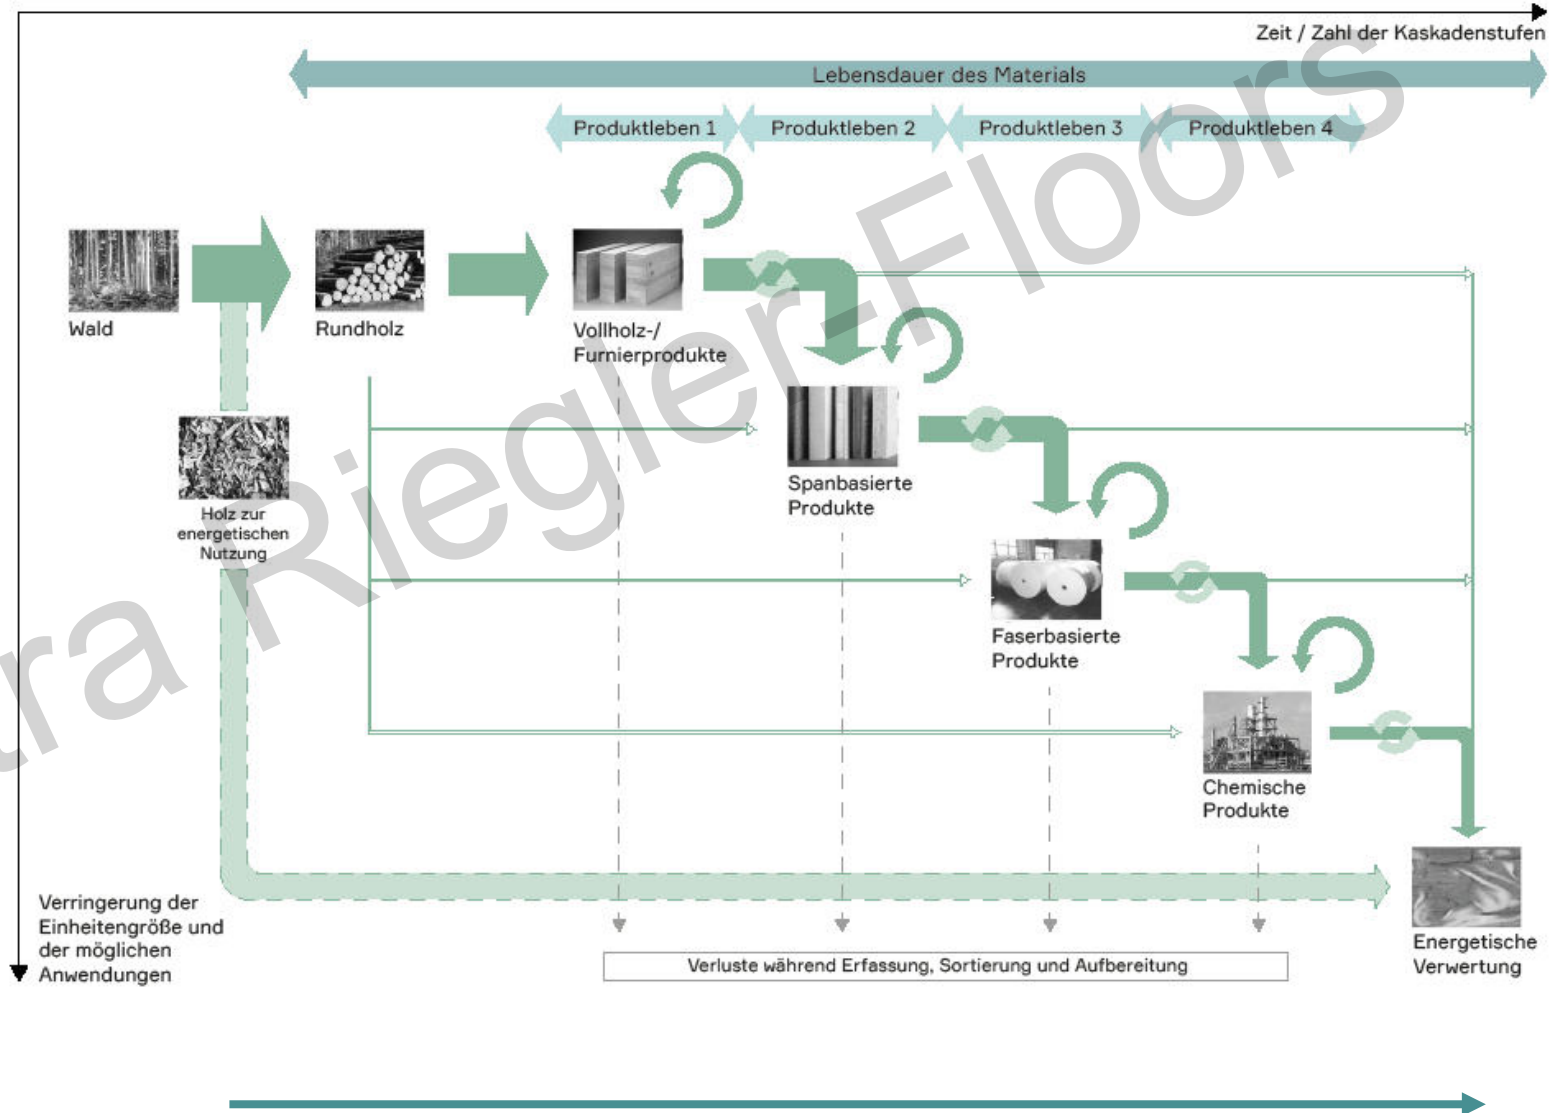 Zeit / Zahl der Kaskadenstufen
Lebensdauer des Materials
Produktleben 1
Produktleben 2
Produktleben 3
Produktleben 4
Wald
Rundholz
Vollholz-/
Furnierprodukte
Holz zur
energetischen
Nutzung
Spanbasierte
Produkte
Faserbasierte
Produkte
Chemische
Produkte
Energetische
Verwertung
Verringerung der
Einheitengröße und
der möglichen
Anwendungen
Verluste während Erfassung, Sortierung und Aufbereitung
Riegler-Floors